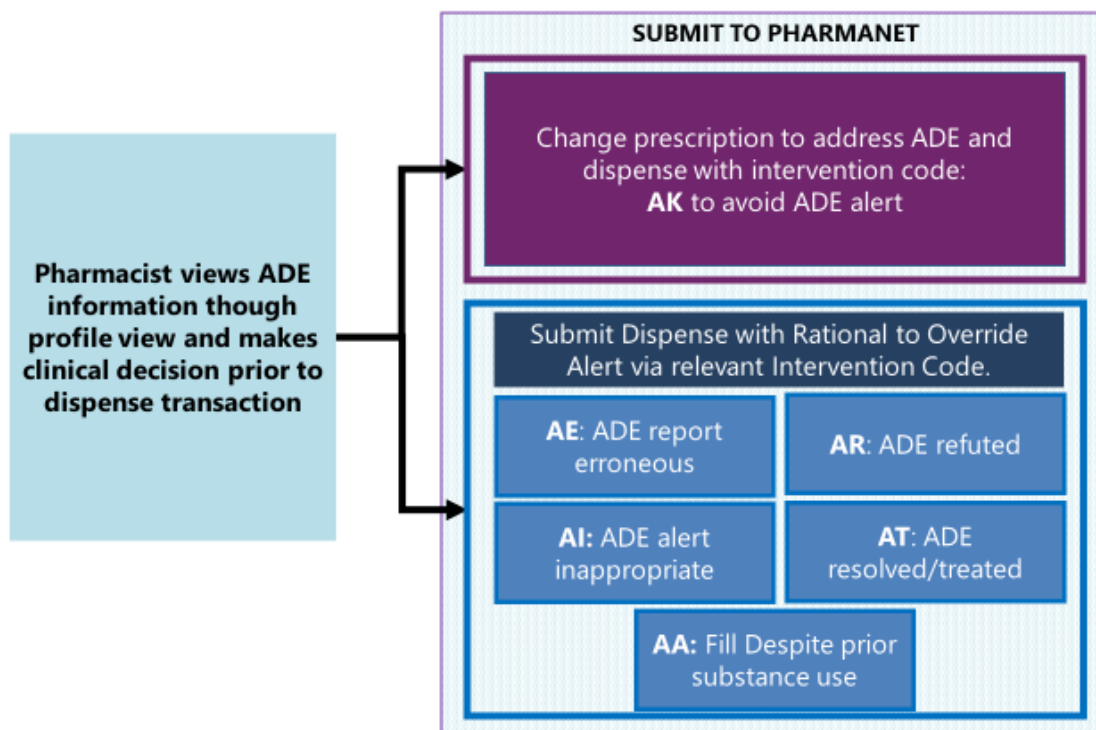 SUBMIT TO PHARMANET
Pharmacist views ADE
information though
profile view and makes
clinical decision prior to
dispense transaction
Change prescription to address ADE and
dispense with intervention code:
AK to avoid ADE alert
Submit Dispense with Rational to Override
Alert via relevant Intervention Code.
AE: ADE report
erroneous
AR: ADE refuted
AI: ADE alert
inappropriate
AT: ADE
resolved/treated
AA: Fill Despite prior
substance use